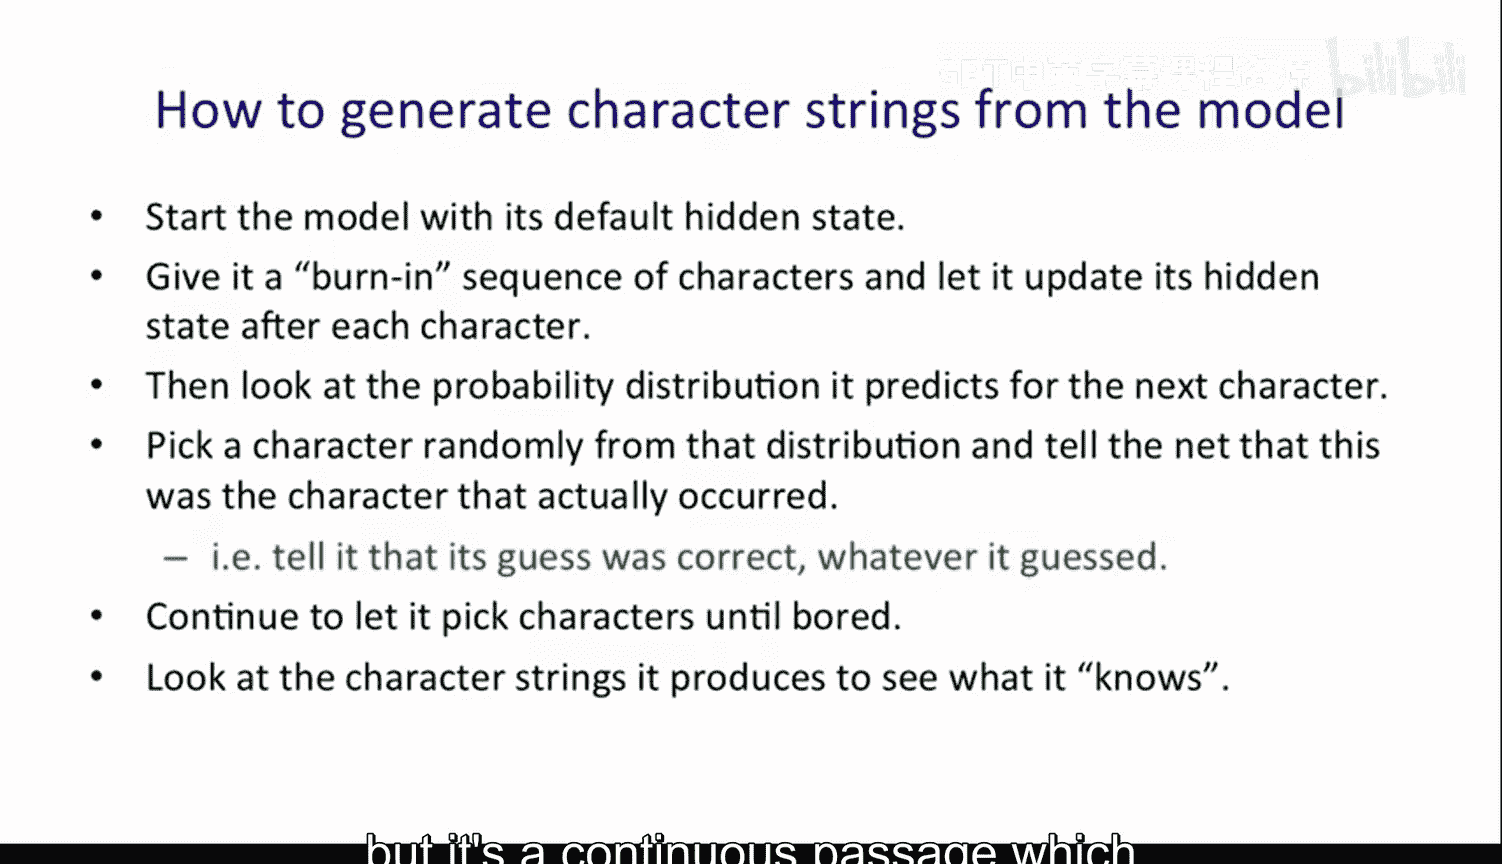 bilibili
How to generate character strings from the model
• Start the model with its default hidden state.
• Give it a “burn-in” sequence of characters and let it update its hidden
state after each character.
• Then look at the probability distribution it predicts for the next character.
• Pick a character randomly from that distribution and tell the net that this
was the character that actually occurred.
– i.e. tell it that its guess was correct, whatever it guessed.
• Continue to let it pick characters until bored.
• Look at the character strings it produces to see what it “knows”.
but it's a continuous passage which